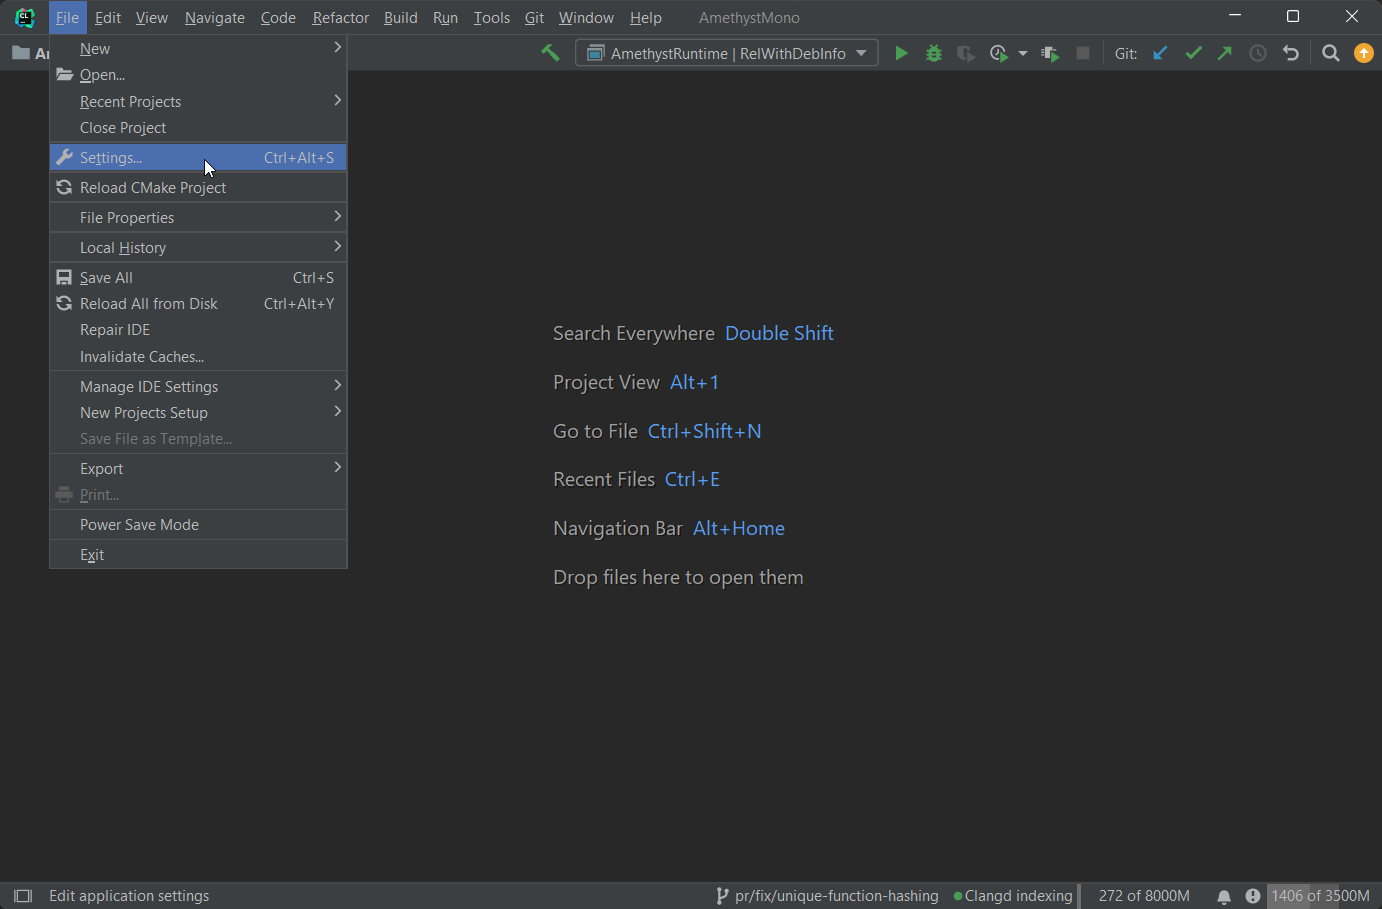 CL File Edit View Navigate Code Refactor Build Run Tools Git Window Help AmethystMono
AmethystRuntime | RelWithDebInfo Git:
New
Open...
Recent Projects
Close Project
Settings... Ctrl+Alt+S
Reload CMake Project
File Properties
Local History
Save All Ctrl+S
Reload All from Disk Ctrl+Alt+Y
Repair IDE
Invalidate Caches...
Manage IDE Settings
New Projects Setup
Save File as Template...
Export
Print...
Power Save Mode
Exit
Search Everywhere Double Shift
Project View Alt+1
Go to File Ctrl+Shift+N
Recent Files Ctrl+E
Navigation Bar Alt+Home
Drop files here to open them
Edit application settings pr/fix/unique-function-hashing Clangd indexing 272 of 8000M 1406 of 3500M